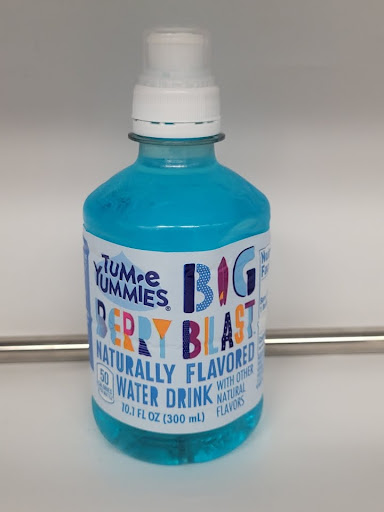 TUM•E
YUMMIES®
BIG
BERRY BLAST
NATURALLY FLAVORED
WATER DRINK
WITH OTHER
NATURAL
FLAVORS
50
10.1 FL OZ (300 mL)